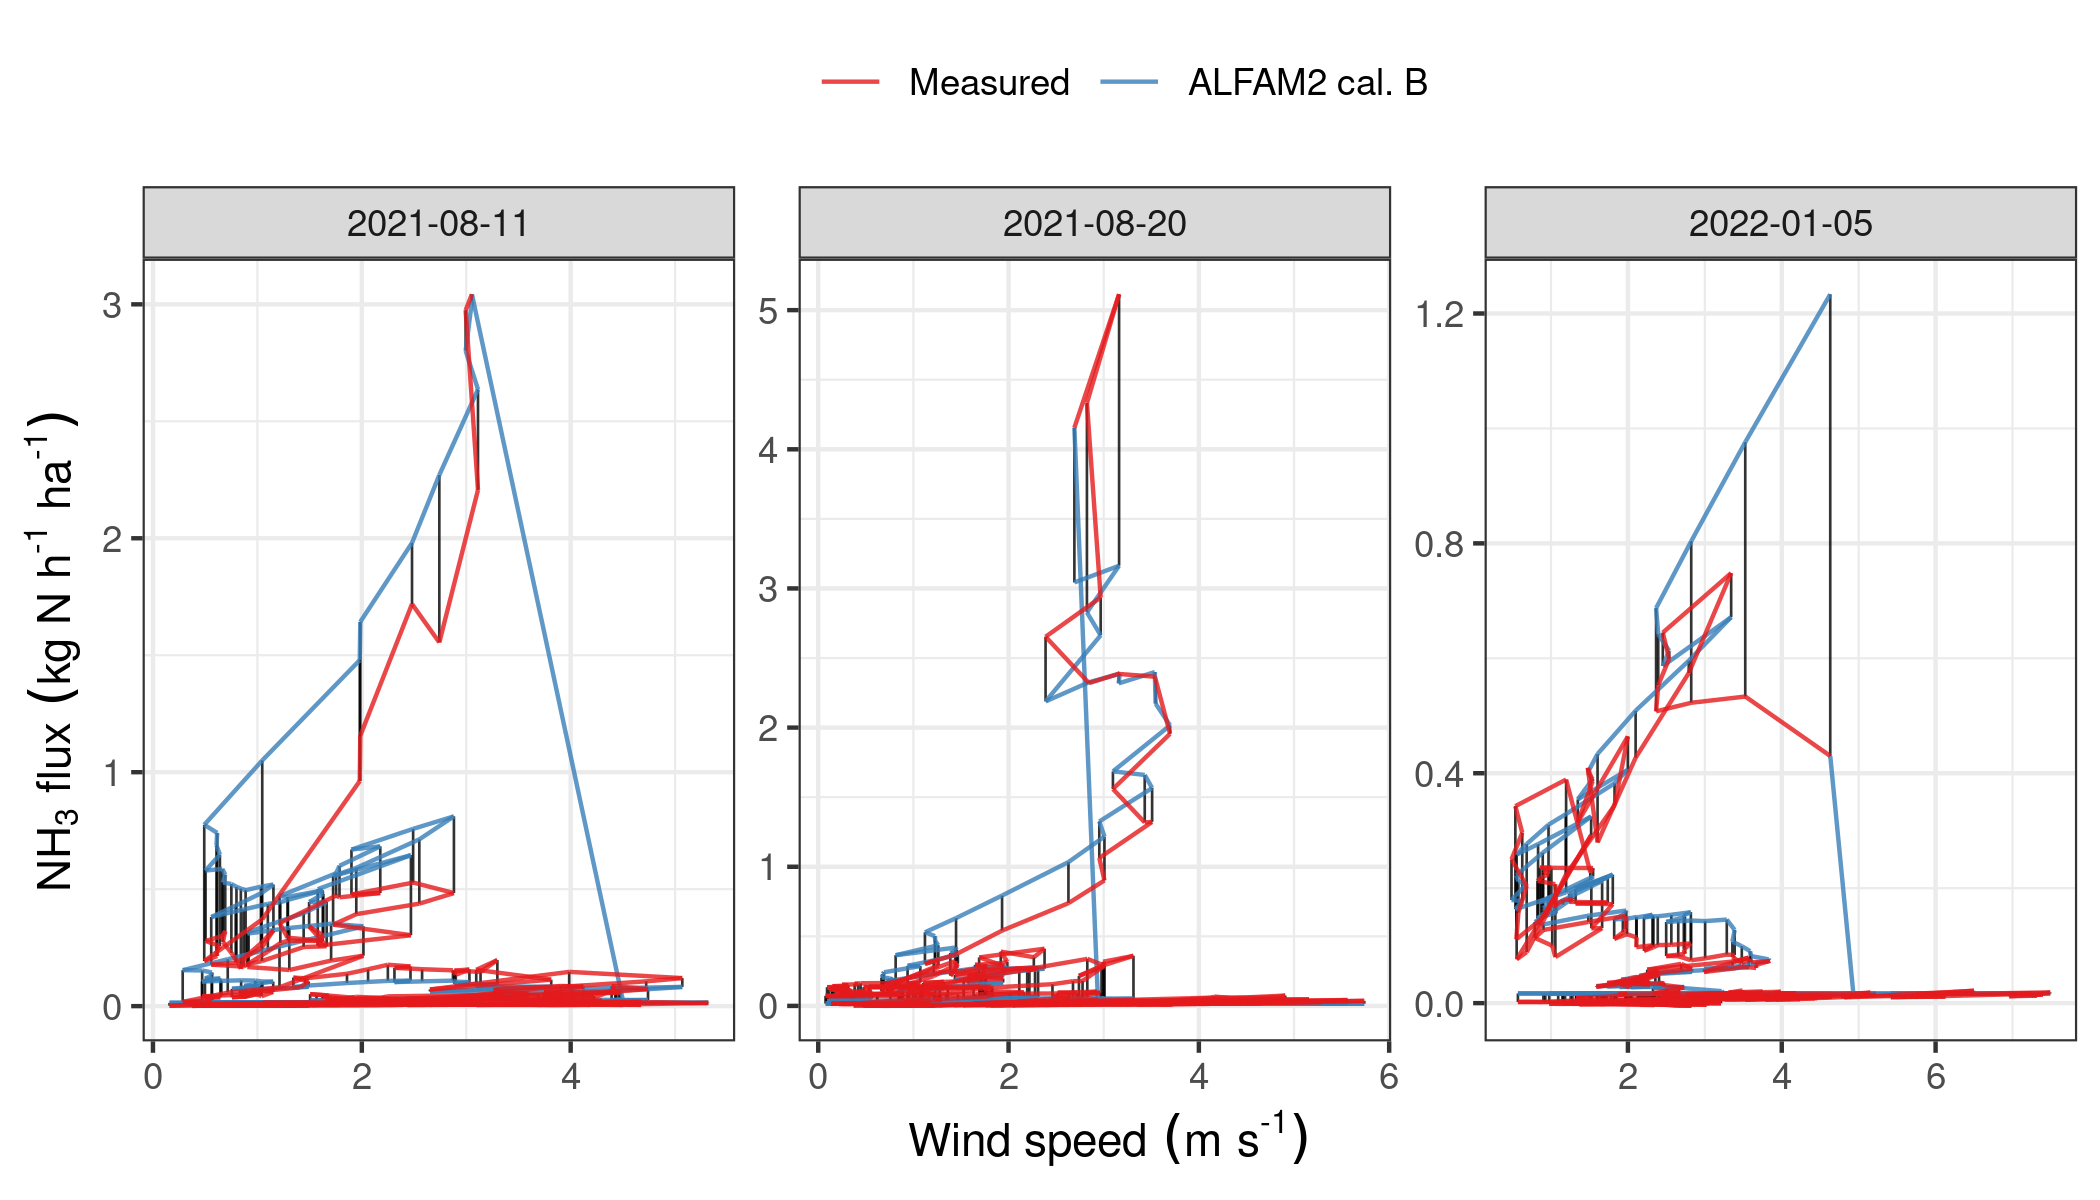 Measured ALFAM2 cal. B
2021-08-11 2021-08-20 2022-01-05
NH₃ flux (kg N h⁻¹ ha⁻¹)
3
2
1
0
5
4
3
2
1
0
1.2
0.8
0.4
0.0
0 2 4
0 2 4 6
2 4 6
Wind speed (m s⁻¹)